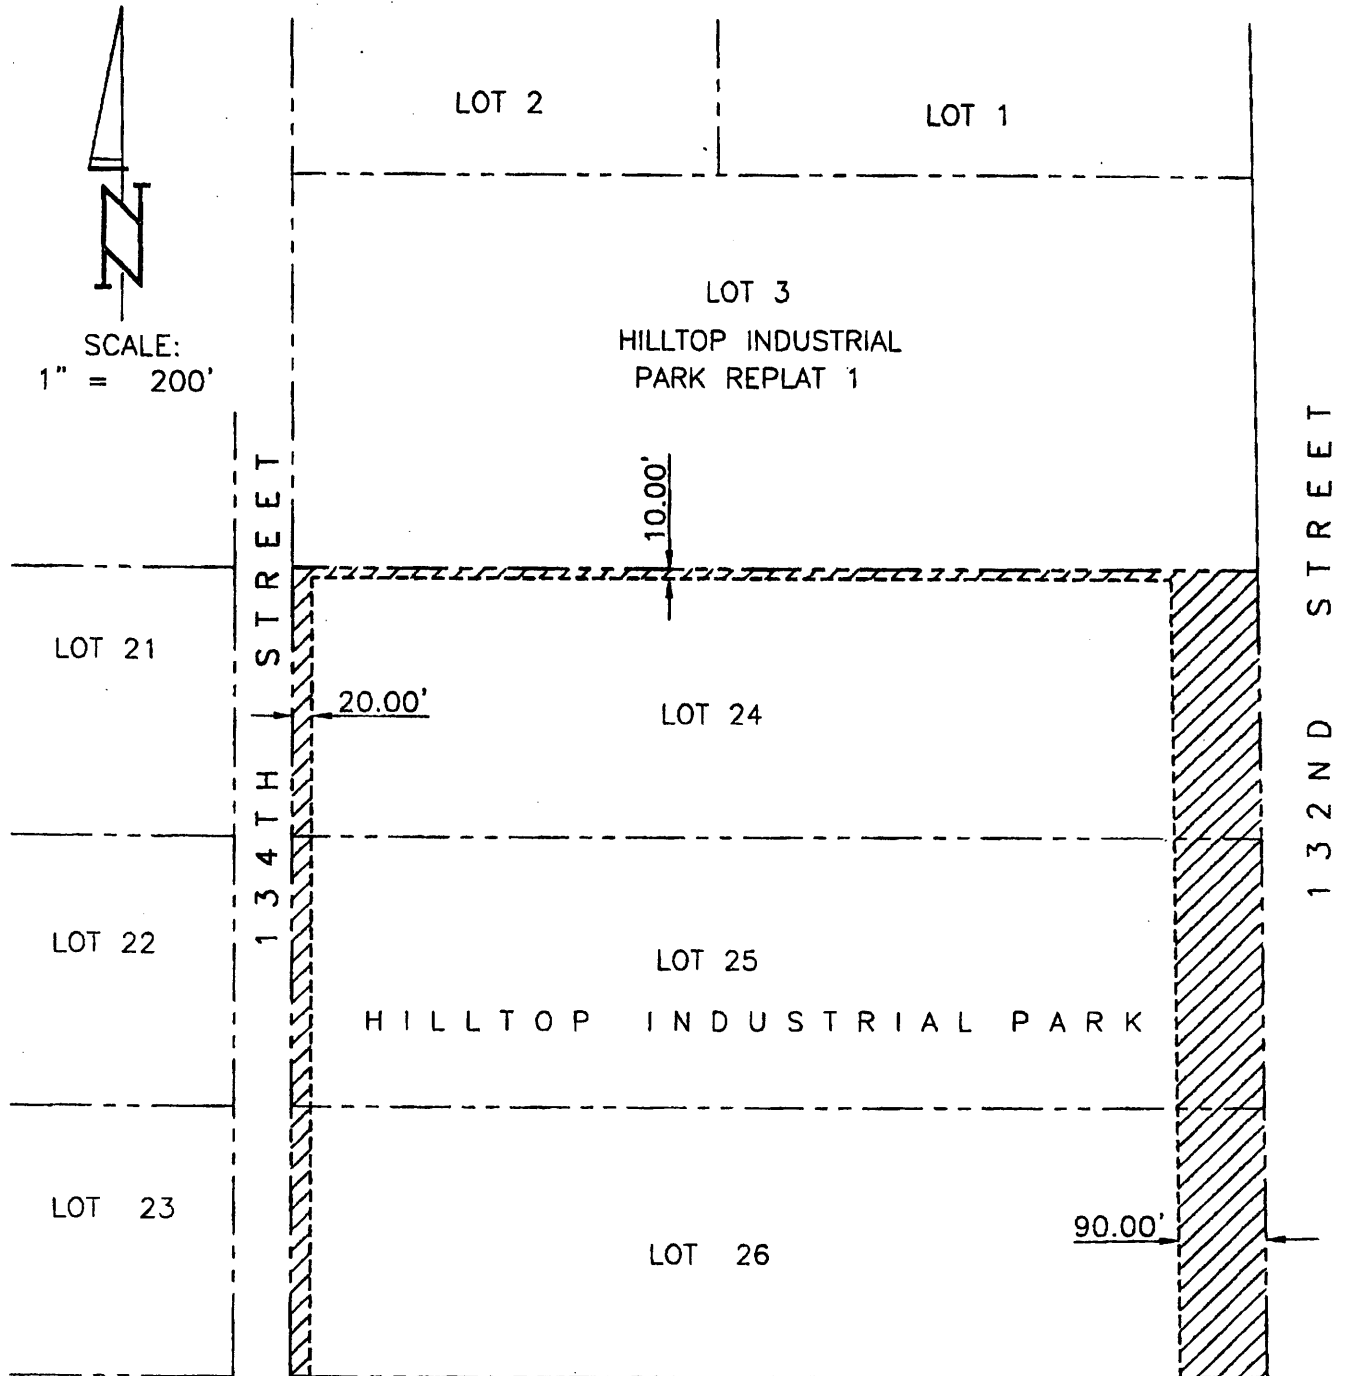 LOT 2
LOT 1
N
SCALE:
1" = 200'
LOT 3
HILLTOP INDUSTRIAL
PARK REPLAT 1
10.00'
134TH STREET
132ND STREET
LOT 21
20.00'
LOT 24
LOT 22
LOT 25
HILLTOP INDUSTRIAL PARK
LOT 23
90.00'
LOT 26